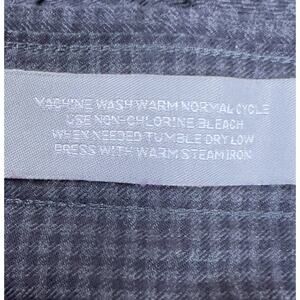 MACHINE WASH WARM NORMAL CYCLE
USE NON-CHLORINE BLEACH
WHEN NEEDED TUMBLE DRY LOW
PRESS WITH WARM STEAM IRON